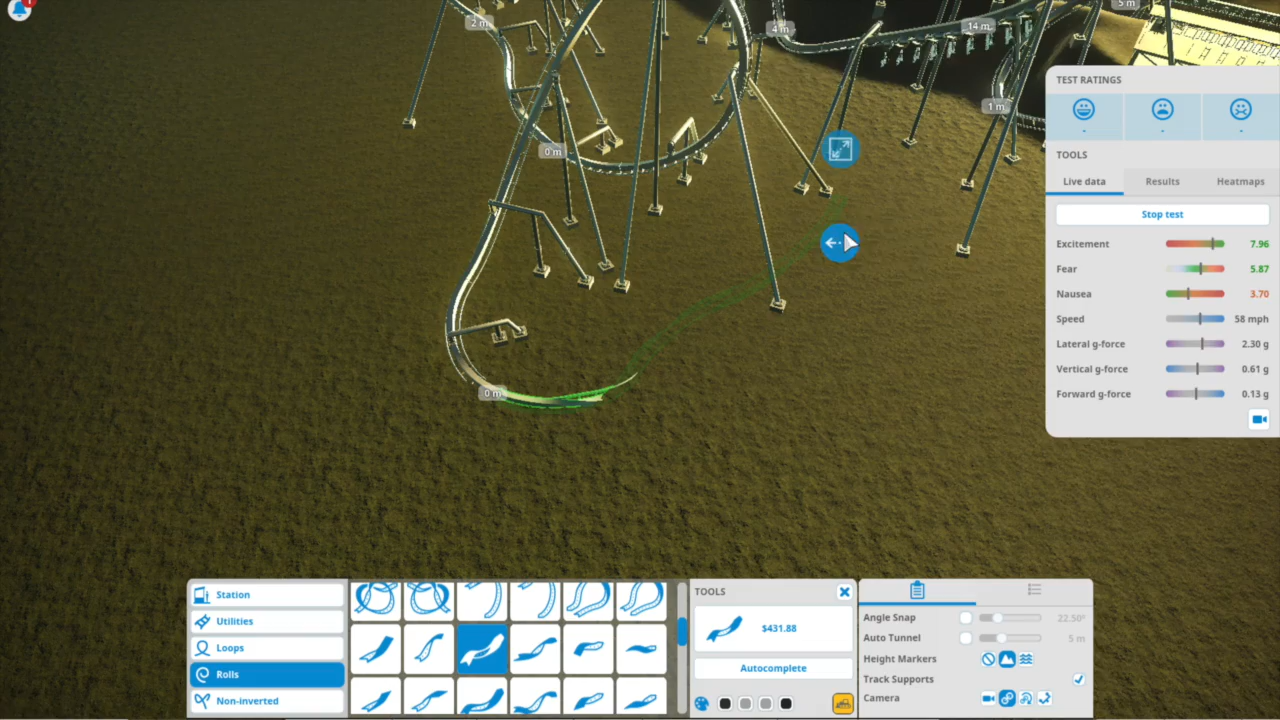 1
2 m
4 m
14 m
5 m
0 m
1 m
0 m
TEST RATINGS
- - -
TOOLS
Live data Results Heatmaps
Stop test
Excitement 7.96
Fear 5.87
Nausea 3.70
Speed 58 mph
Lateral g-force 2.30 g
Vertical g-force 0.61 g
Forward g-force 0.13 g
Station
Utilities
Loops
Rolls
Non-inverted
TOOLS
$431.88
Autocomplete
Angle Snap 22.50°
Auto Tunnel 5 m
Height Markers
Track Supports
Camera